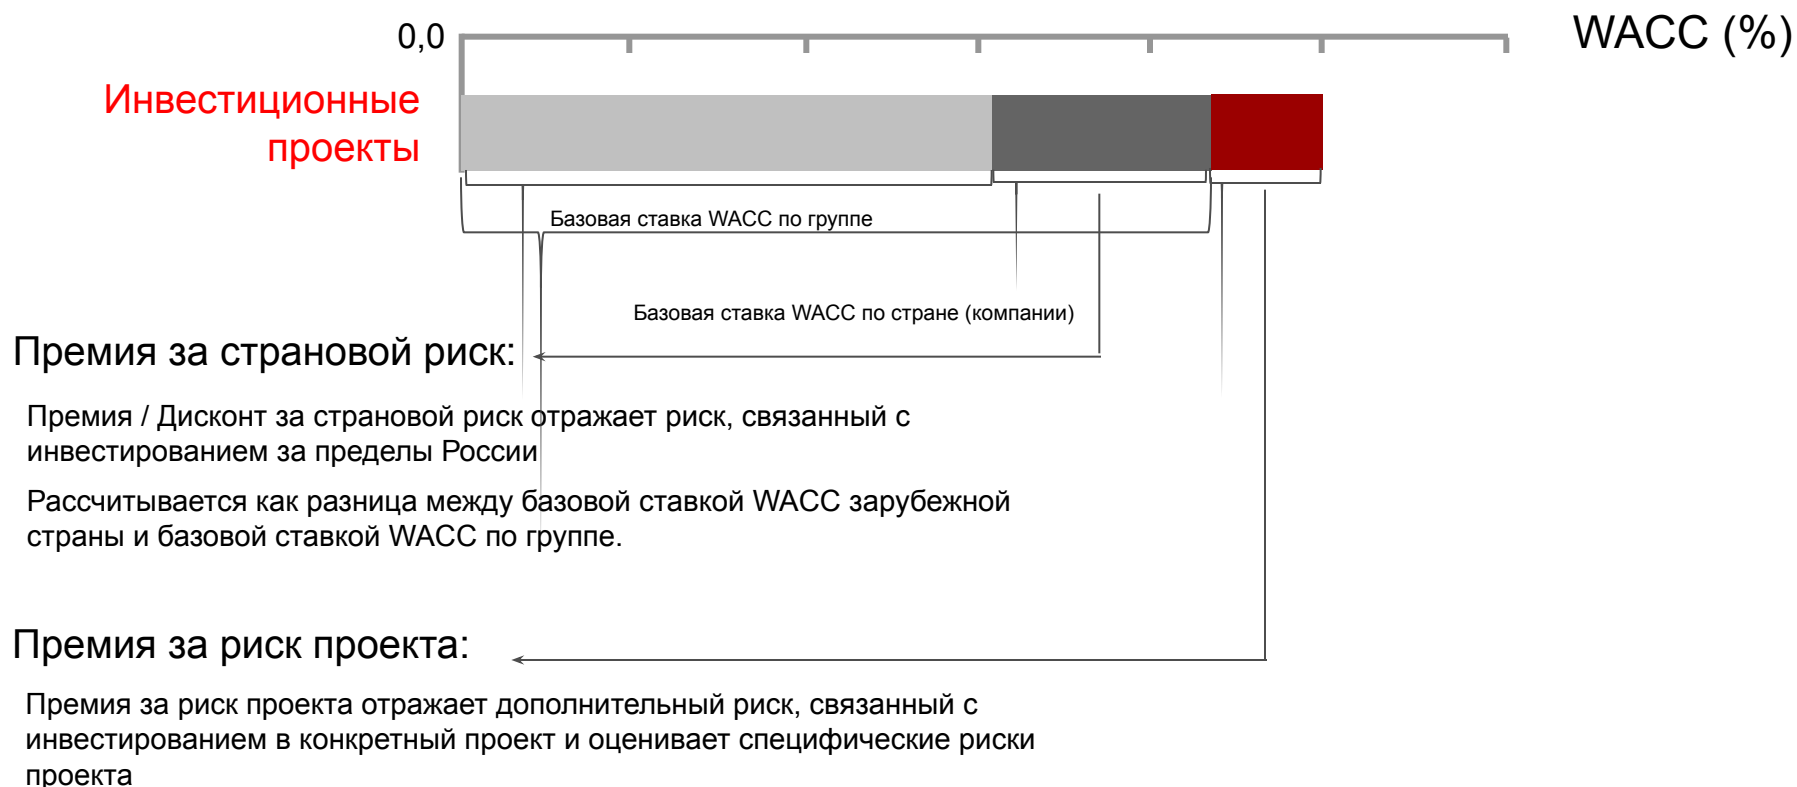 0,0
WACC (%)
Инвестиционные
проекты
Базовая ставка WACC по группе
Базовая ставка WACC по стране (компании)
Премия за страновой риск:
Премия / Дисконт за страновой риск отражает риск, связанный с
инвестированием за пределы России
Рассчитывается как разница между базовой ставкой WACC зарубежной
страны и базовой ставкой WACC по группе.
Премия за риск проекта:
Премия за риск проекта отражает дополнительный риск, связанный с
инвестированием в конкретный проект и оценивает специфические риски
проекта